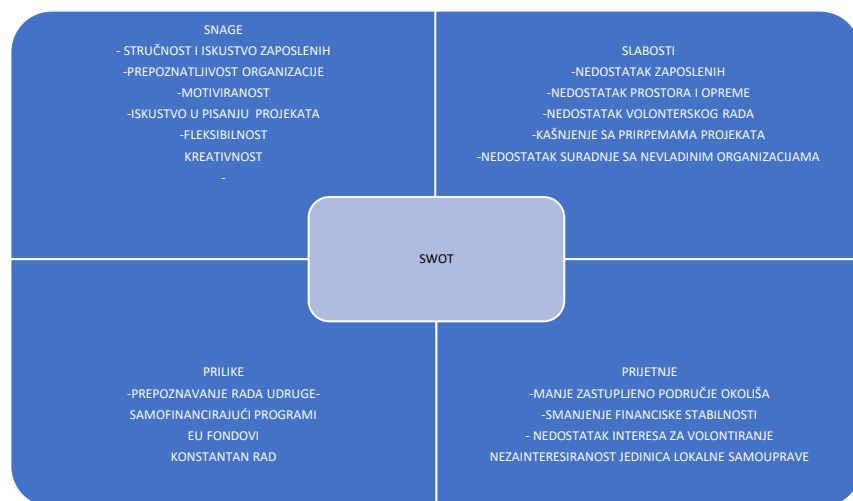 SNAGE
- STRUČNOST I ISKUSTVO ZAPOSLENIH
-PREPOZNATLJIVOST ORGANIZACIJE
-MOTIVIRANOST
-ISKUSTVO U PISANJU PROJEKATA
-FLEKSIBILNOST
KREATIVNOST
-
SLABOSTI
-NEDOSTATAK ZAPOSLENIH
-NEDOSTATAK PROSTORA I OPREME
-NEDOSTATAK VOLONTERSKOG RADA
-KAŠNJENJE SA PRIRPEMAMA PROJEKATA
-NEDOSTATAK SURADNJE SA NEVLADINIM ORGANIZACIJAMA
SWOT
PRILIKE
-PREPOZNAVANJE RADA UDRUGE-
SAMOFINANCIRAJUĆI PROGRAMI
EU FONDOVI
KONSTANTAN RAD
PRIJETNJE
-MANJE ZASTUPLJENO PODRUČJE OKOLIŠA
-SMANJENJE FINANCISKE STABILNOSTI
- NEDOSTATAK INTERESA ZA VOLONTIRANJE
NEZAINTERESIRANOST JEDINICA LOKALNE SAMOUPRAVE